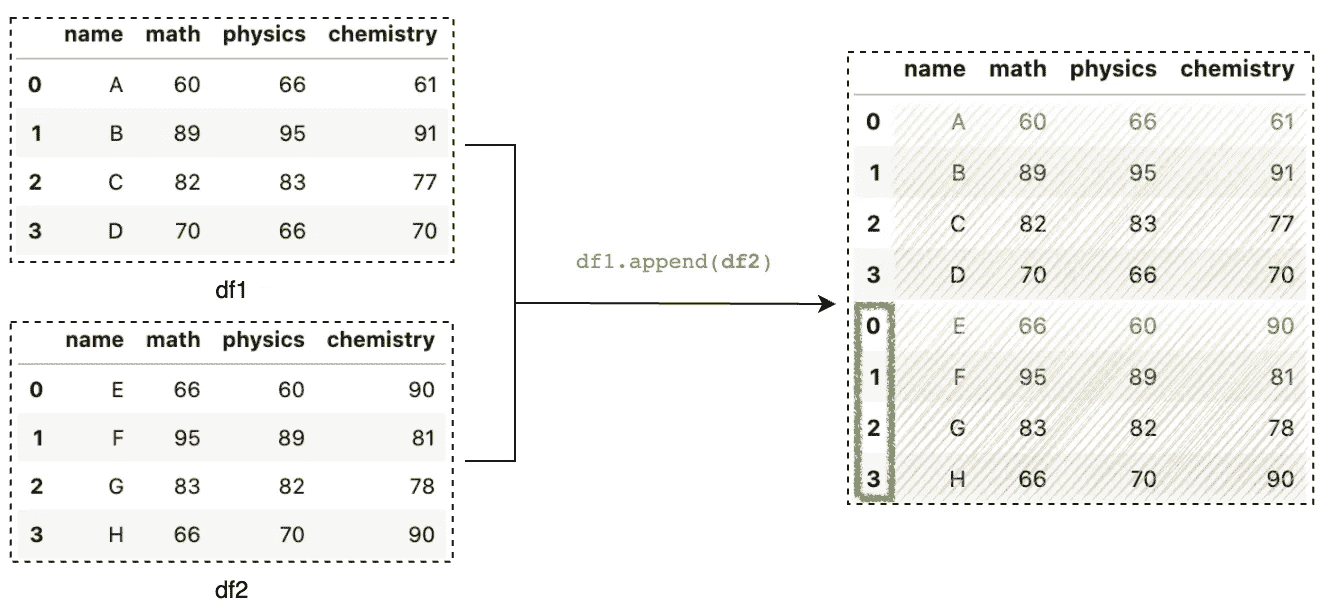 name math physics chemistry
0 A 60 66 61
1 B 89 95 91
2 C 82 83 77
3 D 70 66 70
df1
name math physics chemistry
0 E 66 60 90
1 F 95 89 81
2 G 83 82 78
3 H 66 70 90
df2
df1.append(df2)
name math physics chemistry
0 A 60 66 61
1 B 89 95 91
2 C 82 83 77
3 D 70 66 70
0 E 66 60 90
1 F 95 89 81
2 G 83 82 78
3 H 66 70 90